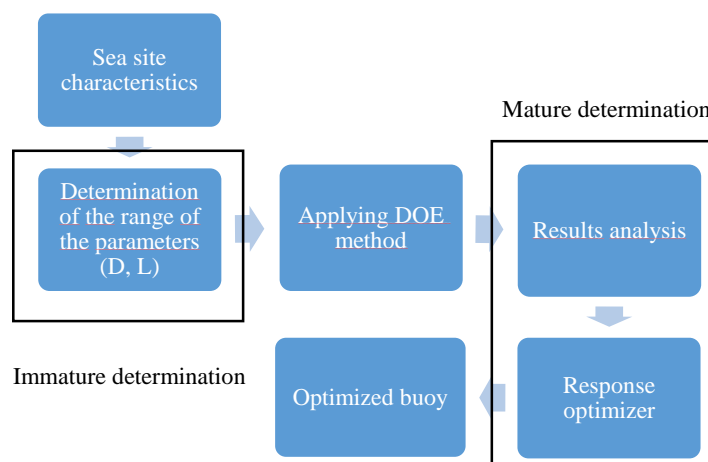 Sea site
characteristics
Mature determination
Determination
of the range of
the parameters
(D, L)
Applying DOE
method
Results analysis
Immature determination
Optimized buoy
Response
optimizer